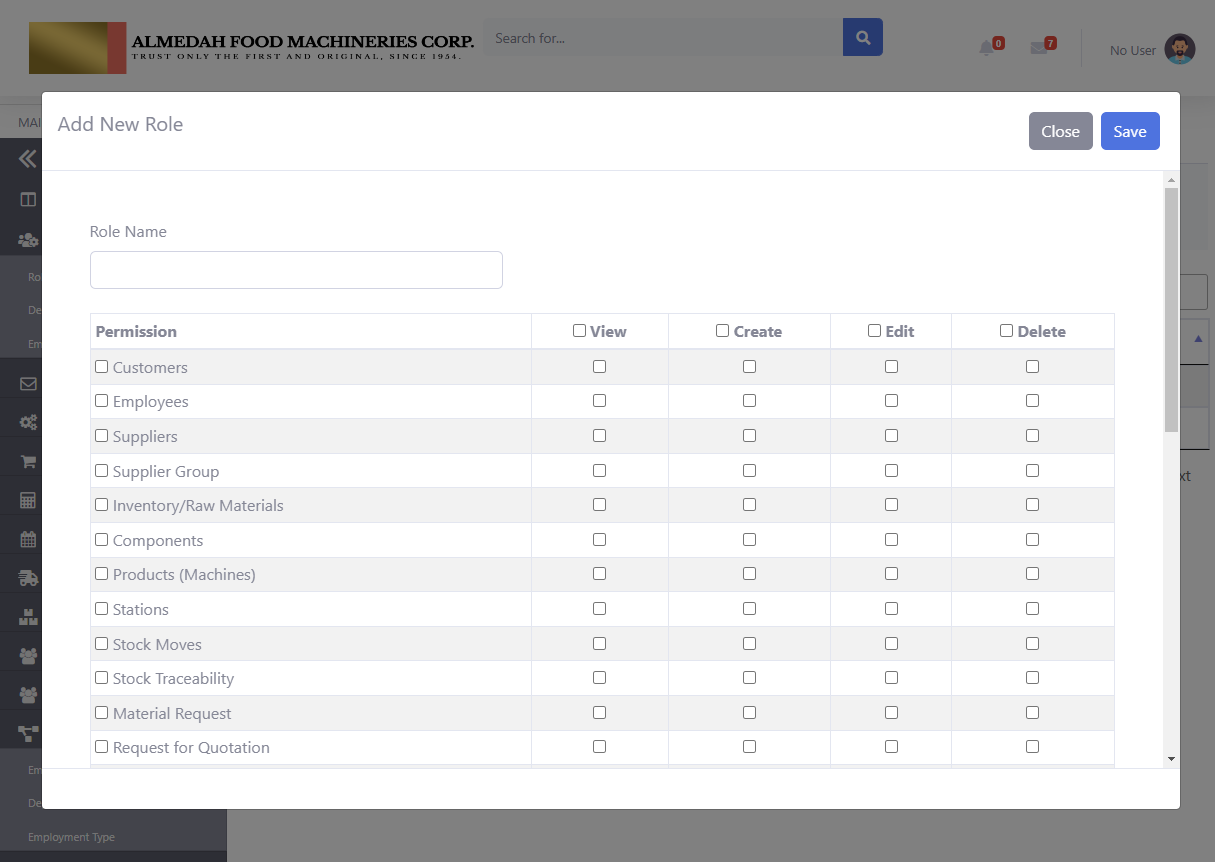 ALMEDAH FOOD MACHINERIES CORP.
TRUST ONLY THE FIRST AND ORIGINAL, SINCE 1954.
Search for...
0
7
No User
MAI
Add New Role
Close
Save
Role Name
Permission View Create Edit Delete
Customers
Employees
Suppliers
Supplier Group
Inventory/Raw Materials
Components
Products (Machines)
Stations
Stock Moves
Stock Traceability
Material Request
Request for Quotation
Ro
De
Em
xt
Em
De
Employment Type